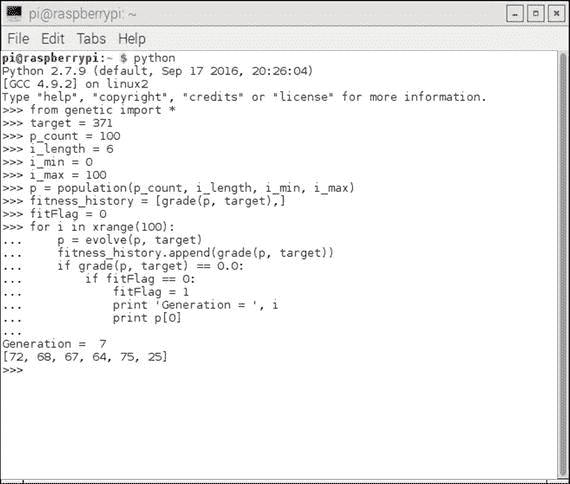 pi@raspberrypi: ~
File Edit Tabs Help
pi@raspberrypi:~ $ python
Python 2.7.9 (default, Sep 17 2016, 20:26:04)
[GCC 4.9.2] on linux2
Type "help", "copyright", "credits" or "license" for more information.
>>> from genetic import *
>>> target = 371
>>> p_count = 100
>>> i_length = 6
>>> i_min = 0
>>> i_max = 100
>>> p = population(p_count, i_length, i_min, i_max)
>>> fitness_history = [grade(p, target),]
>>> fitFlag = 0
>>> for i in xrange(100):
...     p = evolve(p, target)
...     fitness_history.append(grade(p, target))
...     if grade(p, target) == 0.0:
...         if fitFlag == 0:
...             fitFlag = 1
...             print 'Generation = ', i
...             print p[0]
...
Generation =  7
[72, 68, 67, 64, 75, 25]
>>>